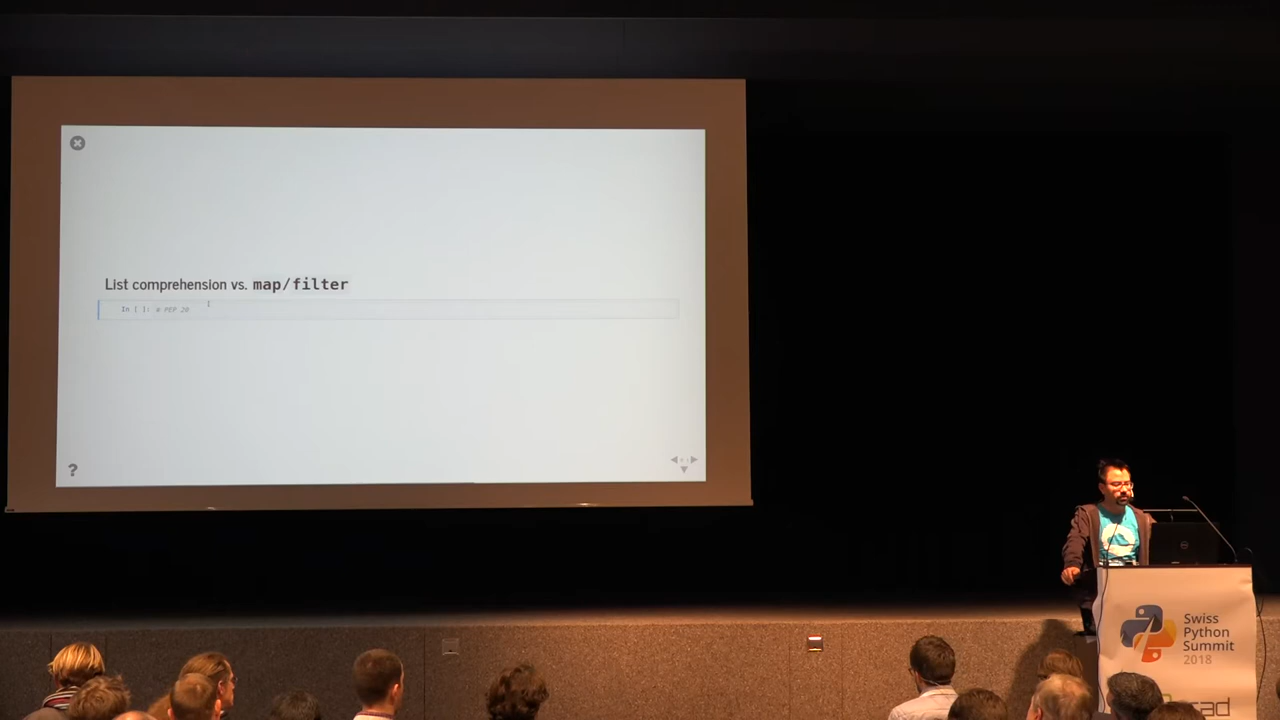 List comprehension vs. map/filter
In [ ]: # PEP 20
?
Swiss
Python
Summit
2018